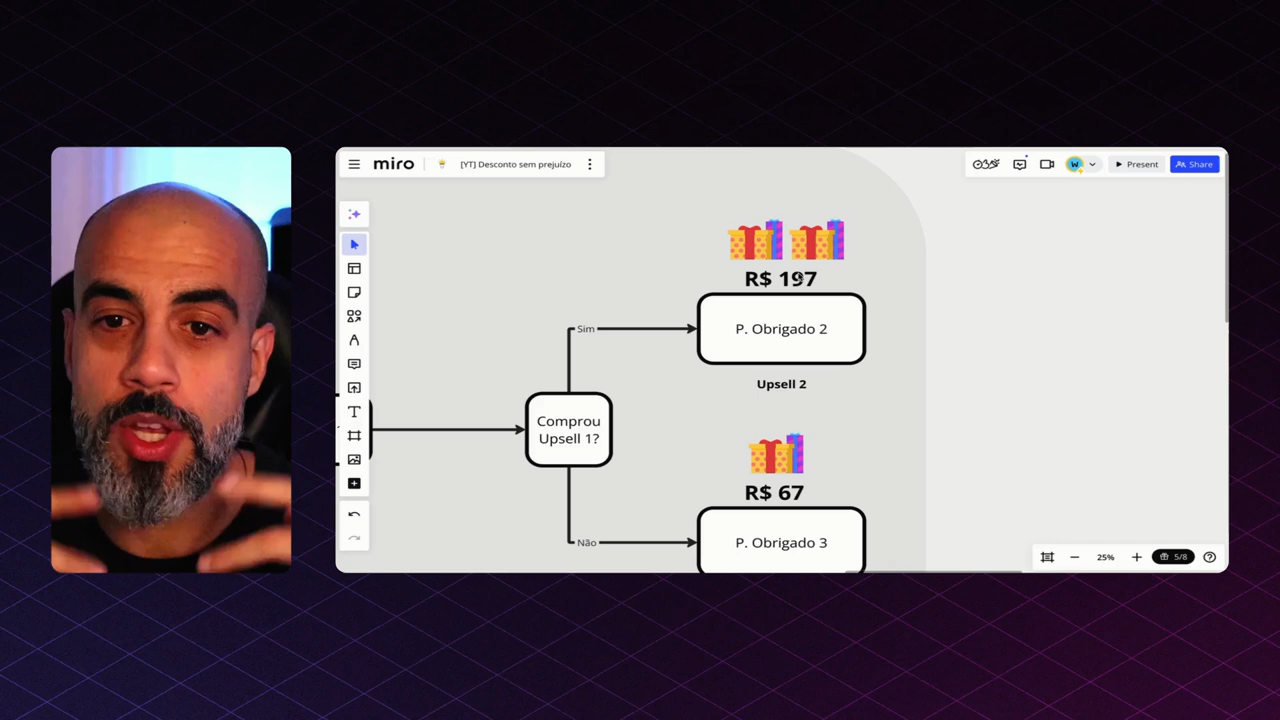 miro
[YT] Desconto sem prejuízo
Present
Share
R$ 197
P. Obrigado 2
Sim
Upsell 2
Comprou
Upsell 1?
R$ 67
P. Obrigado 3
Não
25%
5/8